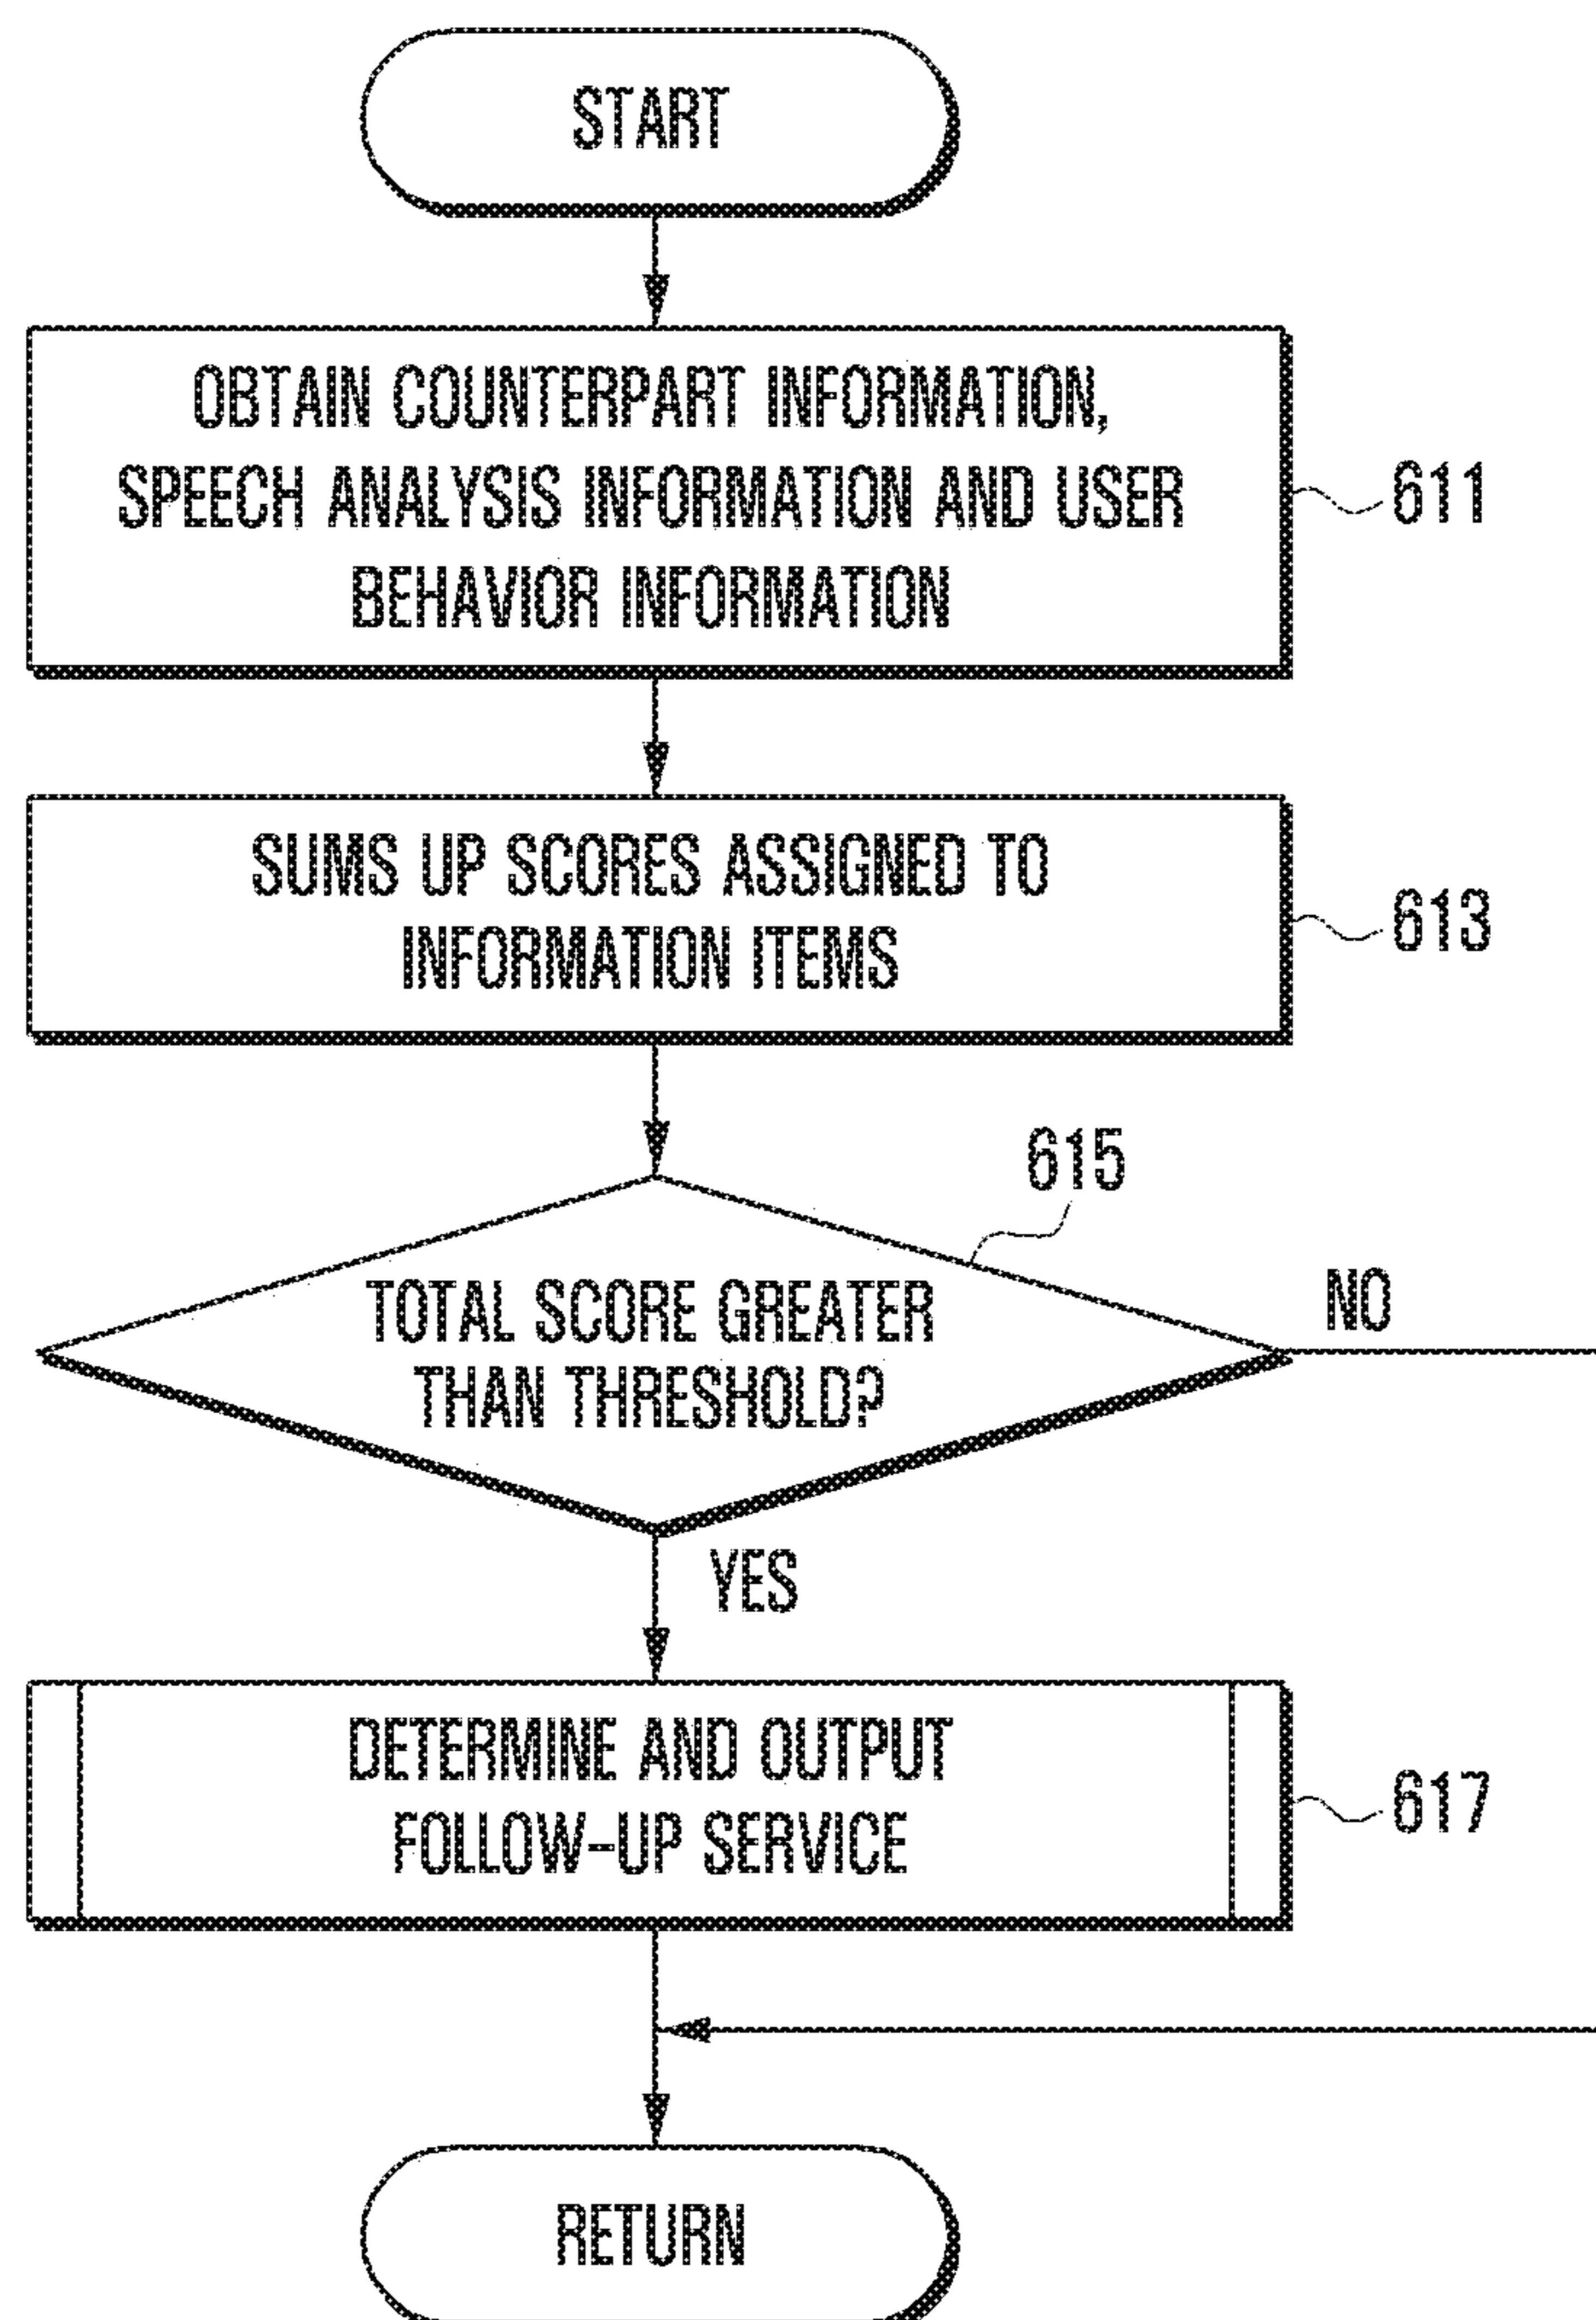 START
OBTAIN COUNTERPART INFORMATION,
SPEECH ANALYSIS INFORMATION AND USER
BEHAVIOR INFORMATION
611
SUMS UP SCORES ASSIGNED TO
INFORMATION ITEMS
613
615
TOTAL SCORE GREATER
THAN THRESHOLD?
NO
YES
DETERMINE AND OUTPUT
FOLLOW-UP SERVICE
617
RETURN